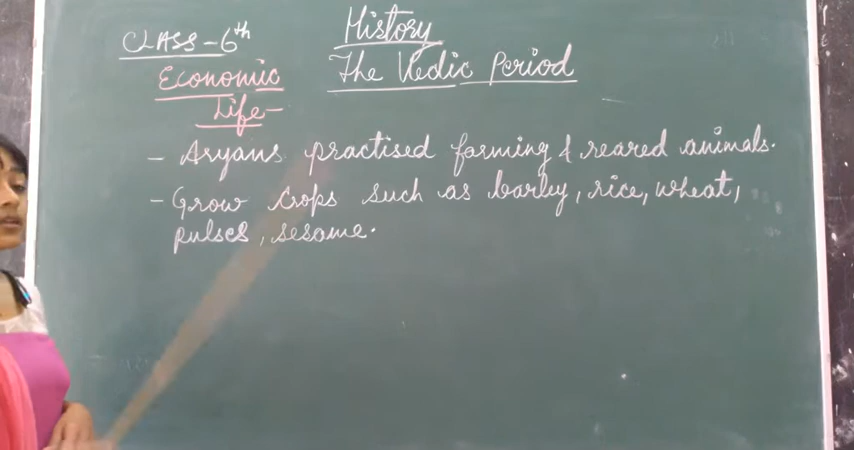 CLASS-6th
History
The Vedic Period
Economic
Life-
- Aryans practised farming & reared animals.
- Grow crops such as barley, rice, wheat,
pulses, sesame.